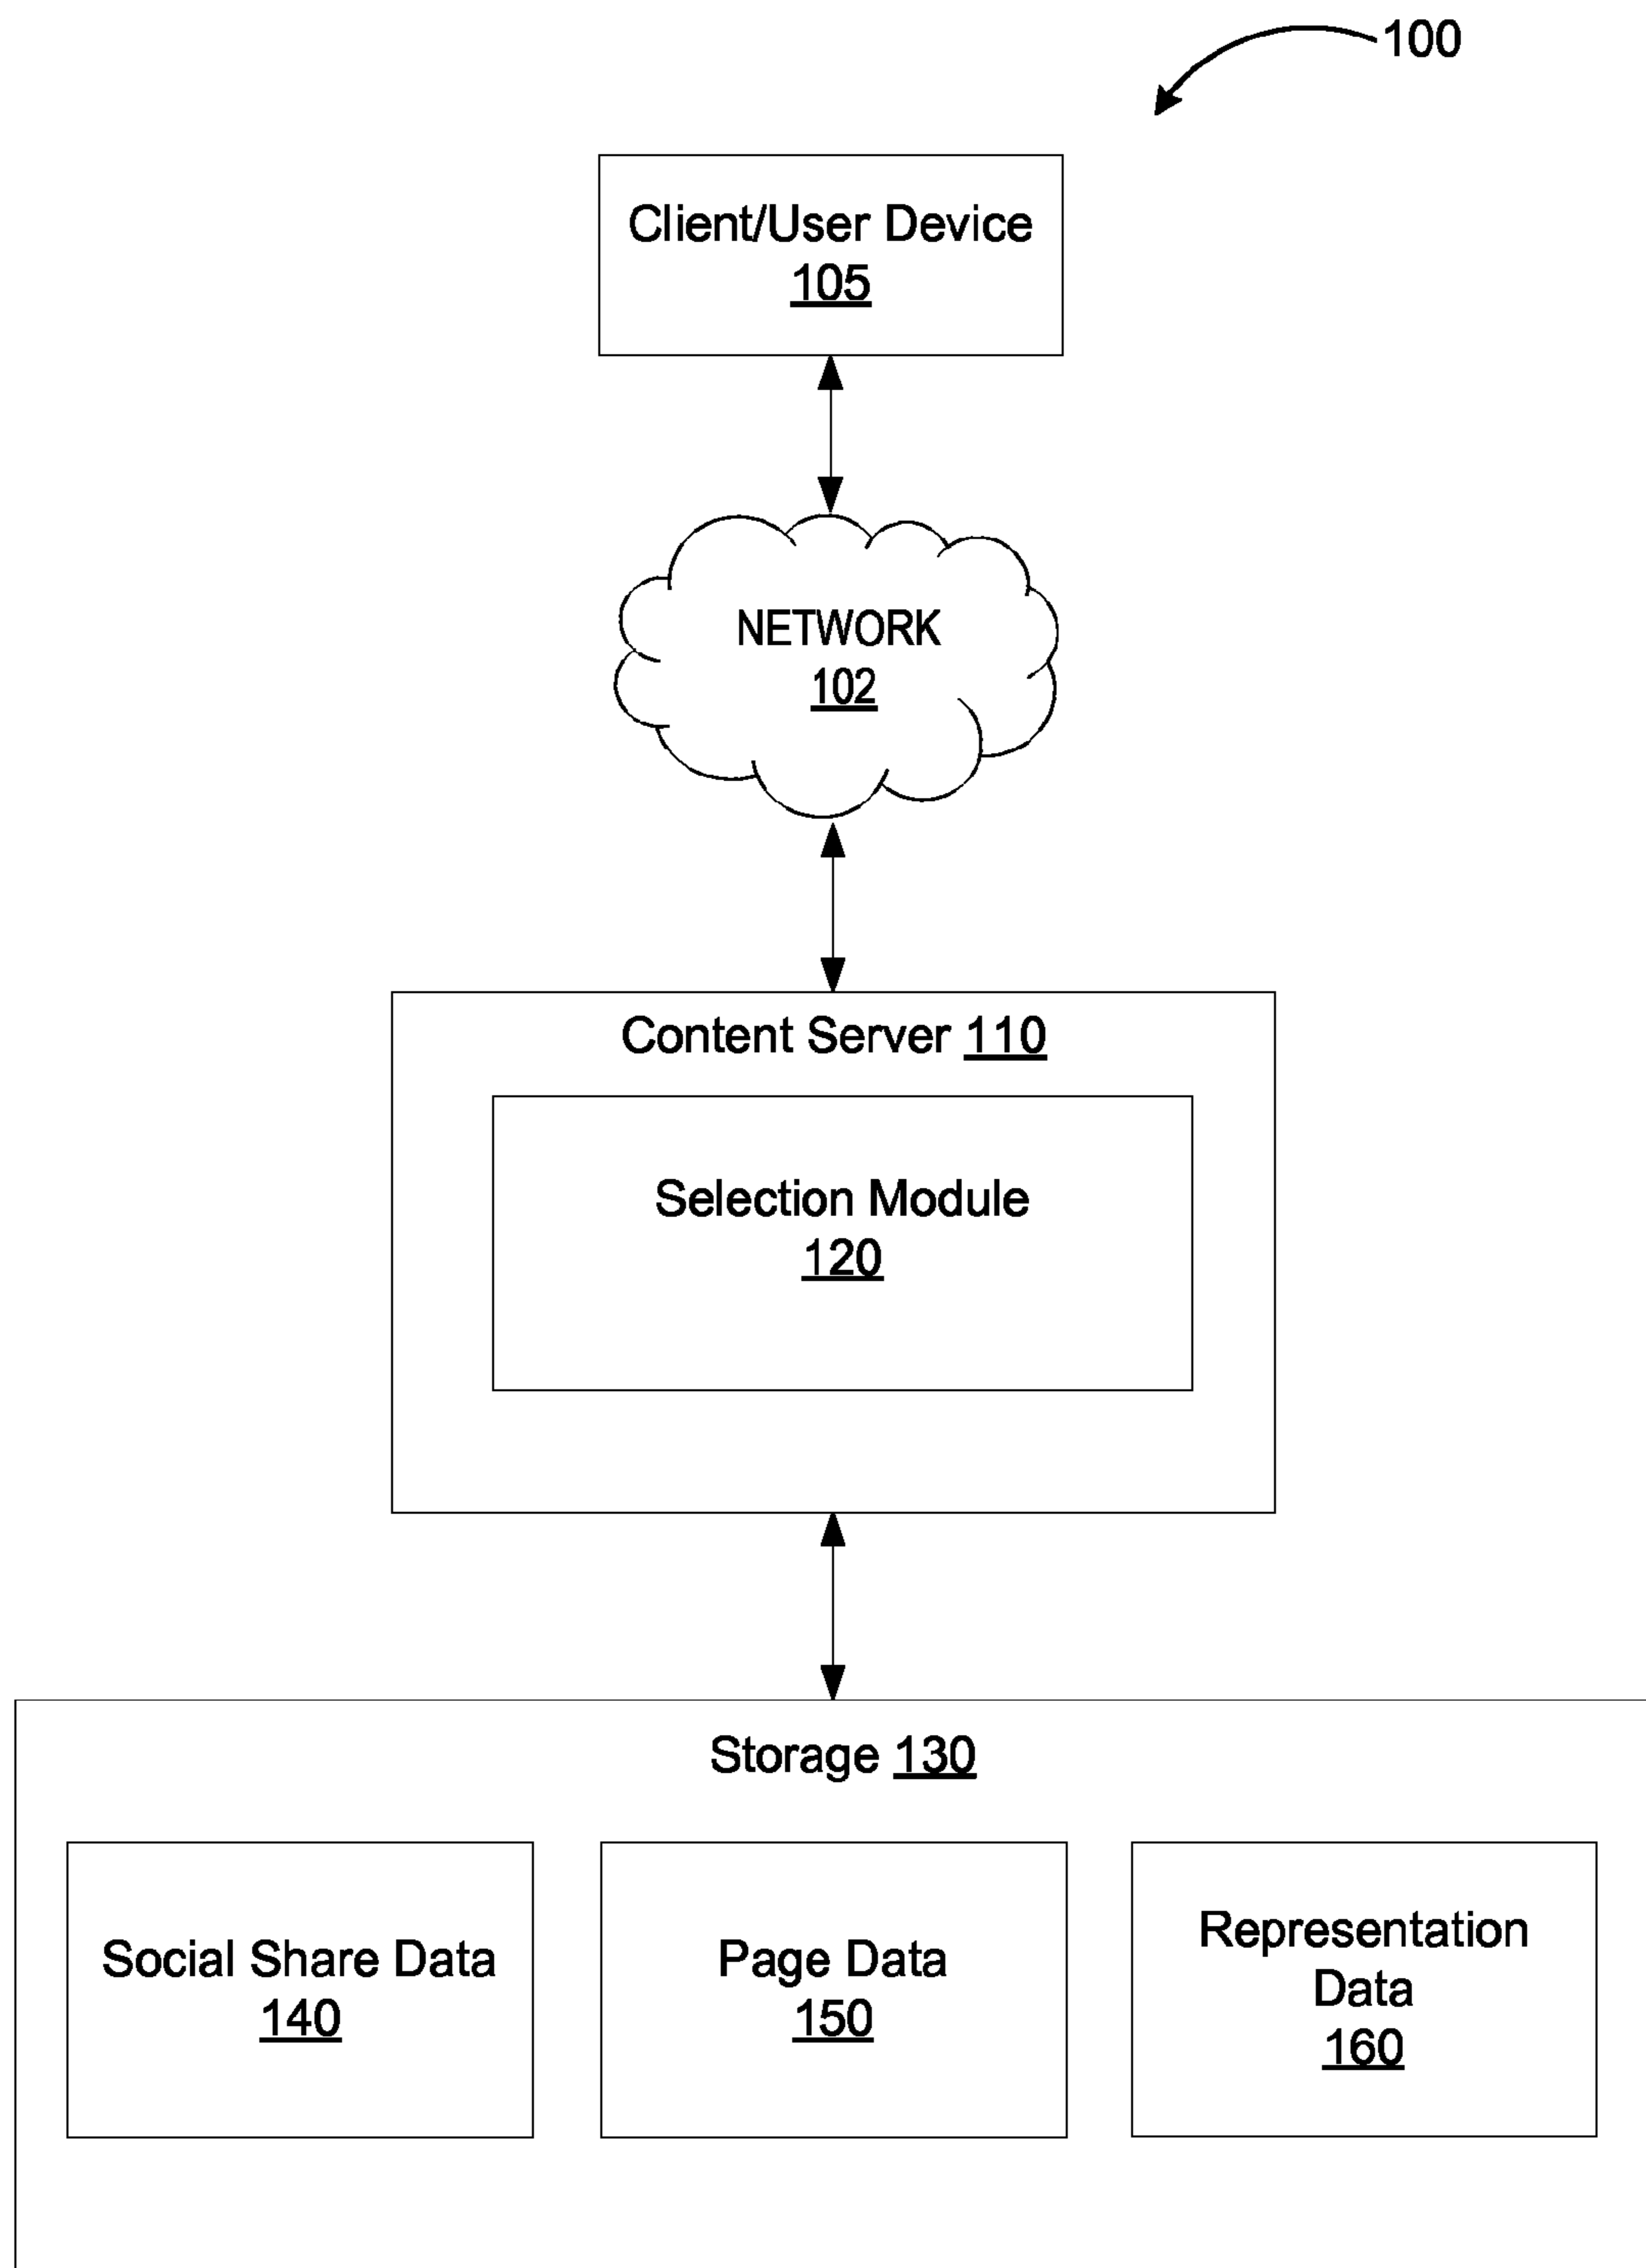 100
Client/User Device
105
NETWORK
102
Content Server 110
Selection Module
120
Storage 130
Social Share Data
140
Page Data
150
Representation
Data
160